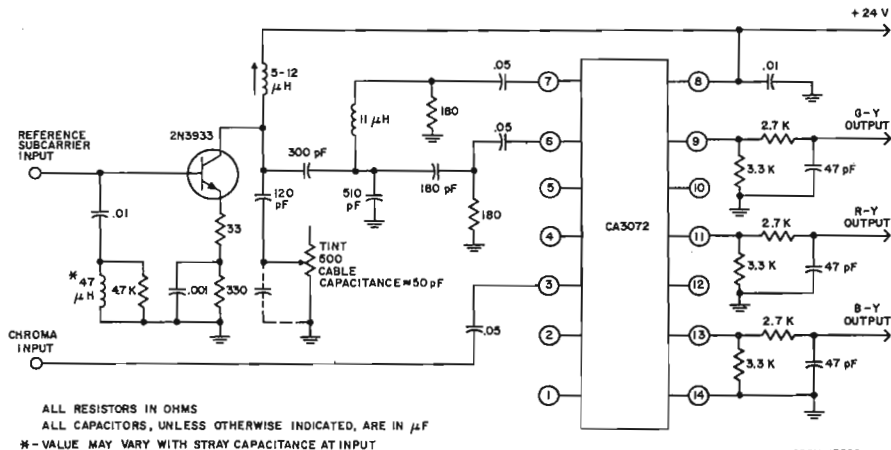 + 24 V
5-12
μH
2N3933
REFERENCE
SUBCARRIER
INPUT
.01
33
* 47
μH
4.7K
.001
330
300 pF
120
pF
11 μH
510
pF
180 pF
180
180
.05
.05
TINT
500
CABLE
CAPACITANCE≈50 pF
.05
CHROMA
INPUT
7
6
5
4
3
2
1
CA3072
8
9
10
11
12
13
14
.01
G-Y
OUTPUT
2.7 K
3.3 K
47 pF
R-Y
OUTPUT
2.7 K
3.3 K
47 pF
B-Y
OUTPUT
2.7 K
3.3 K
47 pF
ALL RESISTORS IN OHMS
ALL CAPACITORS, UNLESS OTHERWISE INDICATED, ARE IN μF
*- VALUE MAY VARY WITH STRAY CAPACITANCE AT INPUT